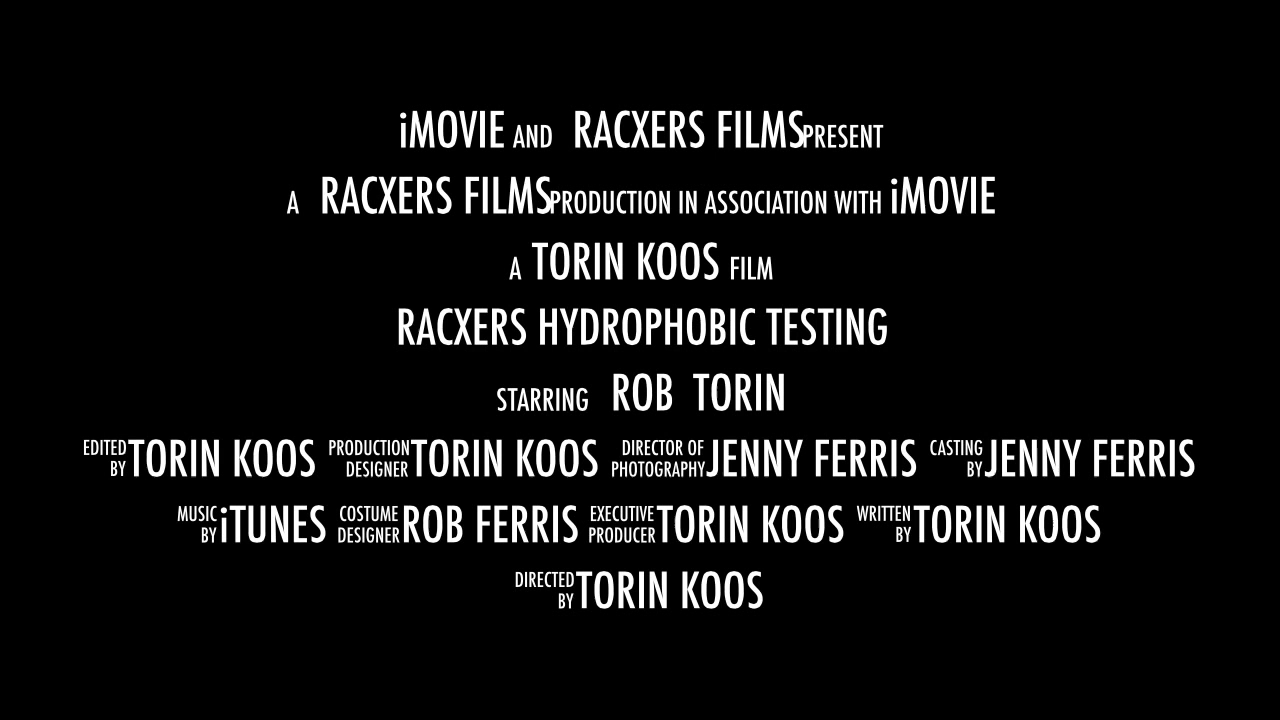 iMOVIE AND RACXERS FILMS PRESENT
A RACXERS FILMS PRODUCTION IN ASSOCIATION WITH iMOVIE
A TORIN KOOS FILM
RACXERS HYDROPHOBIC TESTING
STARRING ROB TORIN
EDITED BY TORIN KOOS PRODUCTION DESIGNER TORIN KOOS DIRECTOR OF PHOTOGRAPHY JENNY FERRIS CASTING BY JENNY FERRIS
MUSIC BY iTUNES COSTUME DESIGNER ROB FERRIS EXECUTIVE PRODUCER TORIN KOOS WRITTEN BY TORIN KOOS
DIRECTED BY TORIN KOOS